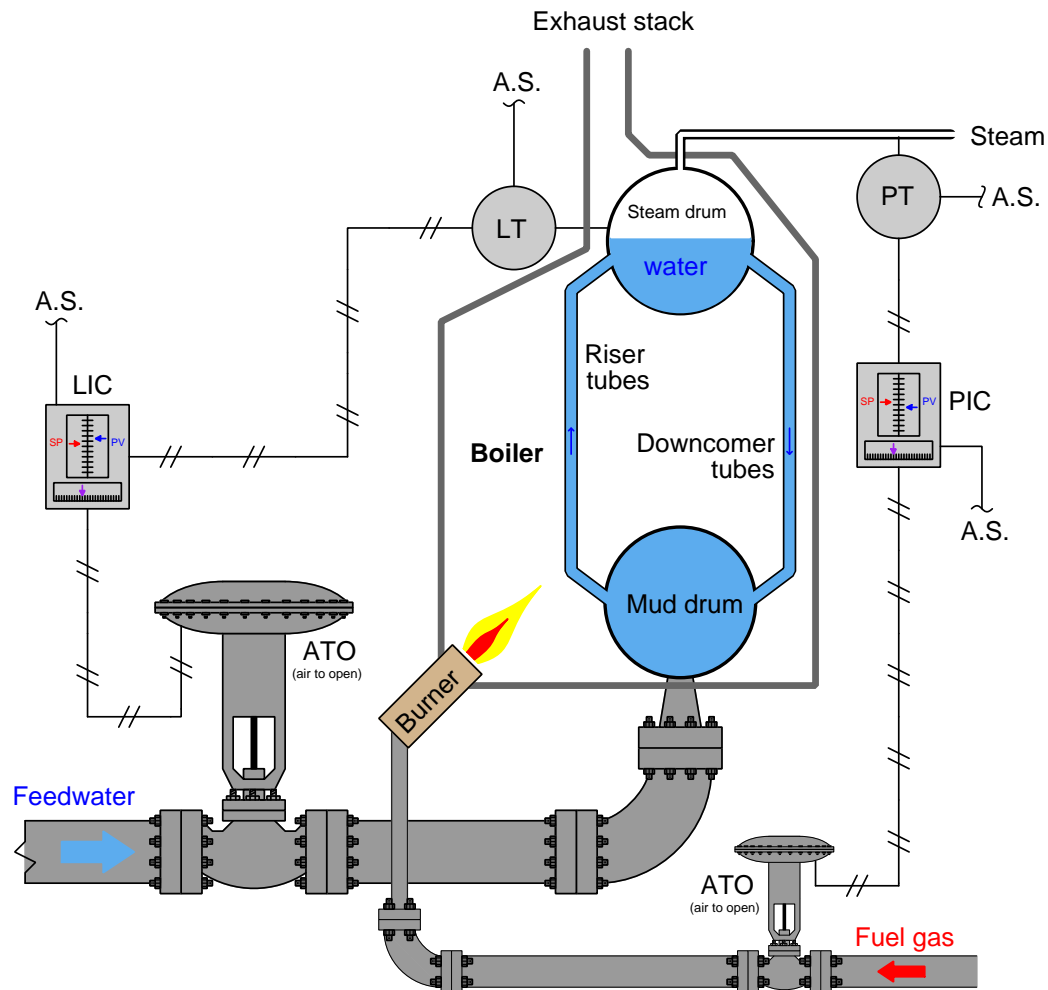 Exhaust stack
A.S.
Steam
LT
Steam drum
PT
A.S.
water
A.S.
LIC
SP
PV
Riser
tubes
SP
PV
PIC
Boiler
Downcomer
tubes
A.S.
Mud drum
ATO
(air to open)
Burner
Feedwater
ATO
(air to open)
Fuel gas